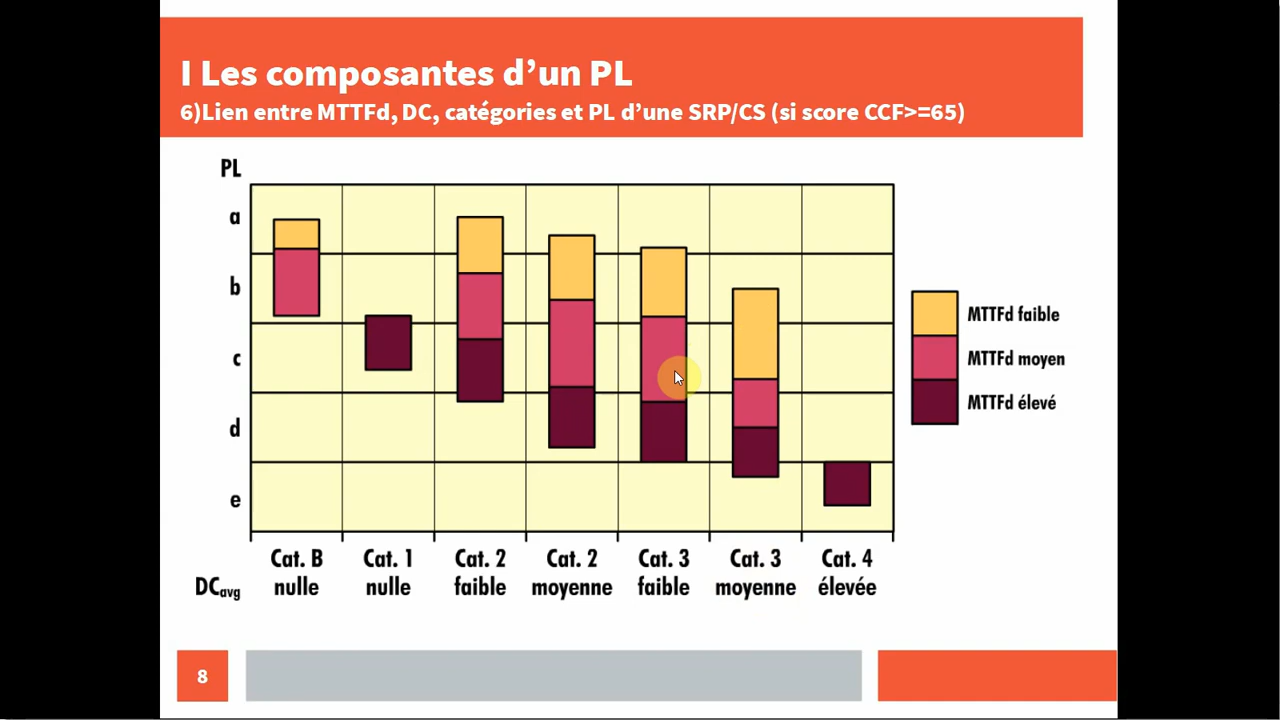 I Les composantes d’un PL
6)Lien entre MTTFd, DC, catégories et PL d’une SRP/CS (si score CCF>=65)
PL
a
b
c
d
e
MTTFd faible
MTTFd moyen
MTTFd élevé
Cat. B Cat. 1 Cat. 2 Cat. 2 Cat. 3 Cat. 3 Cat. 4
DCavg nulle nulle faible moyenne faible moyenne élevée
8